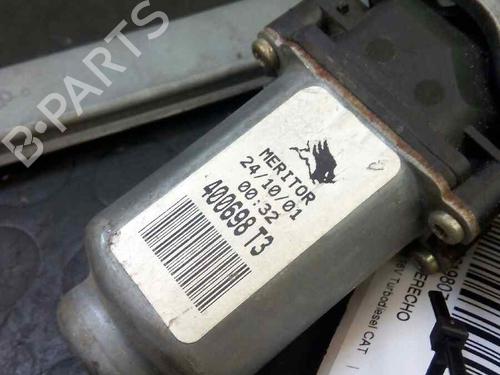 B-PARTS
MERITOR
24/10/01
00:32
400698 T3
ERECHO
Turbodiesel CAT